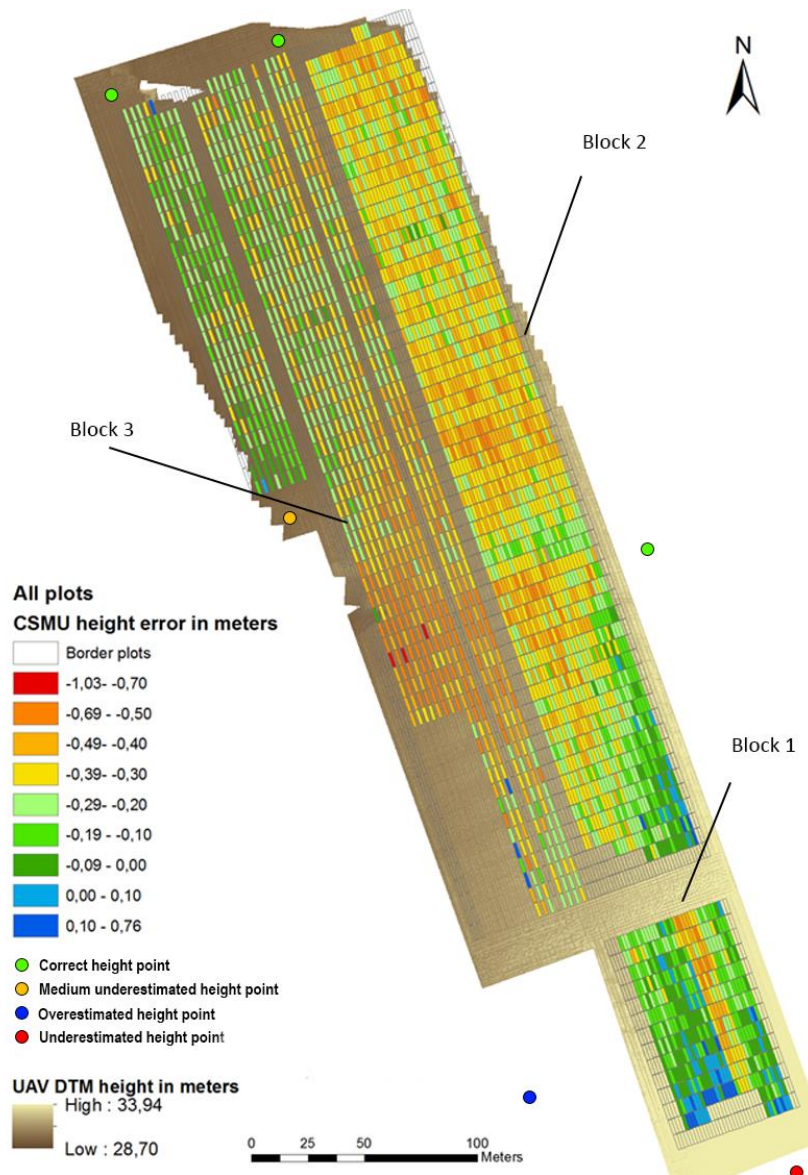 N
Block 2
Block 3
Block 1
All plots
CSMU height error in meters
Border plots
-1,03- -0,70
-0,69 - -0,50
-0,49 - -0,40
-0,39 - -0,30
-0,29 - -0,20
-0,19 - -0,10
-0,09 - 0,00
0,00 - 0,10
0,10 - 0,76
Correct height point
Medium underestimated height point
Overestimated height point
Underestimated height point
UAV DTM height in meters
High : 33,94
Low : 28,70
0 25 50 100
Meters